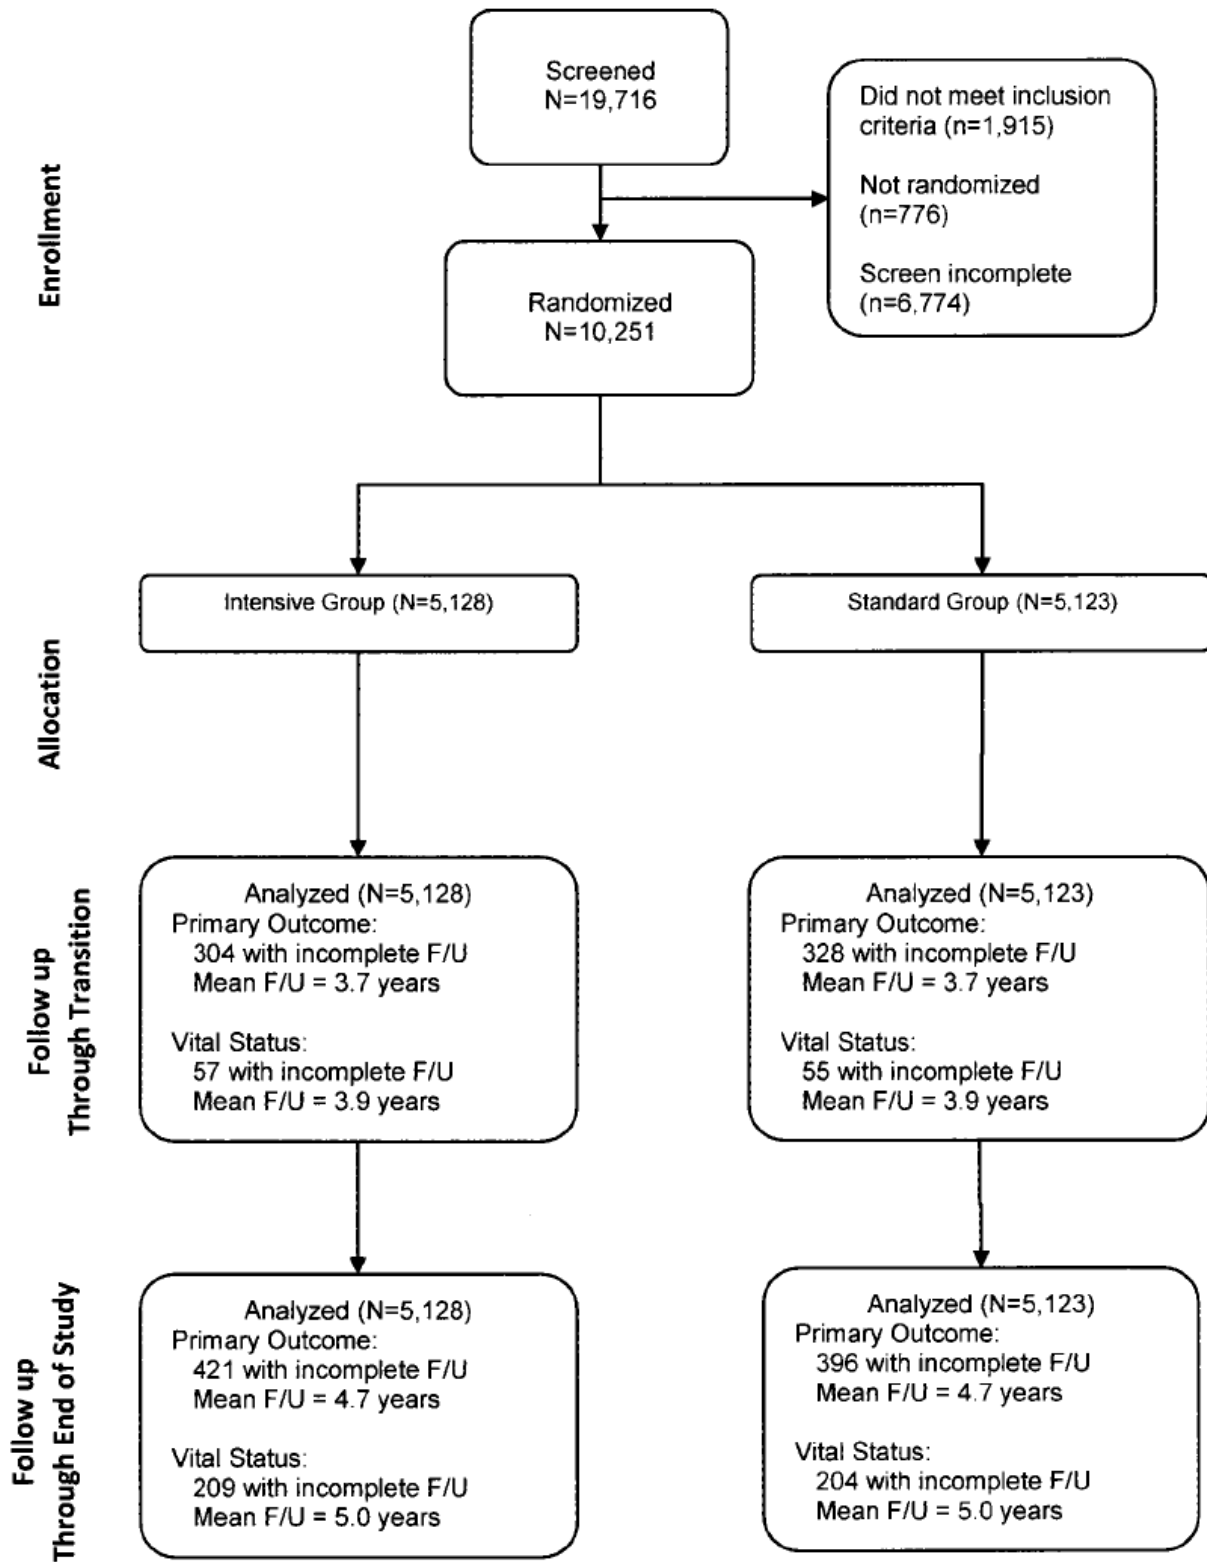 Enrollment
Screened
N=19,716
Did not meet inclusion
criteria (n=1,915)
Not randomized
(n=776)
Screen incomplete
(n=6,774)
Randomized
N=10,251
Allocation
Intensive Group (N=5,128)
Standard Group (N=5,123)
Follow up
Through Transition
Analyzed (N=5,128)
Primary Outcome:
304 with incomplete F/U
Mean F/U = 3.7 years
Vital Status:
57 with incomplete F/U
Mean F/U = 3.9 years
Analyzed (N=5,123)
Primary Outcome:
328 with incomplete F/U
Mean F/U = 3.7 years
Vital Status:
55 with incomplete F/U
Mean F/U = 3.9 years
Follow up
Through End of Study
Analyzed (N=5,128)
Primary Outcome:
421 with incomplete F/U
Mean F/U = 4.7 years
Vital Status:
209 with incomplete F/U
Mean F/U = 5.0 years
Analyzed (N=5,123)
Primary Outcome:
396 with incomplete F/U
Mean F/U = 4.7 years
Vital Status:
204 with incomplete F/U
Mean F/U = 5.0 years